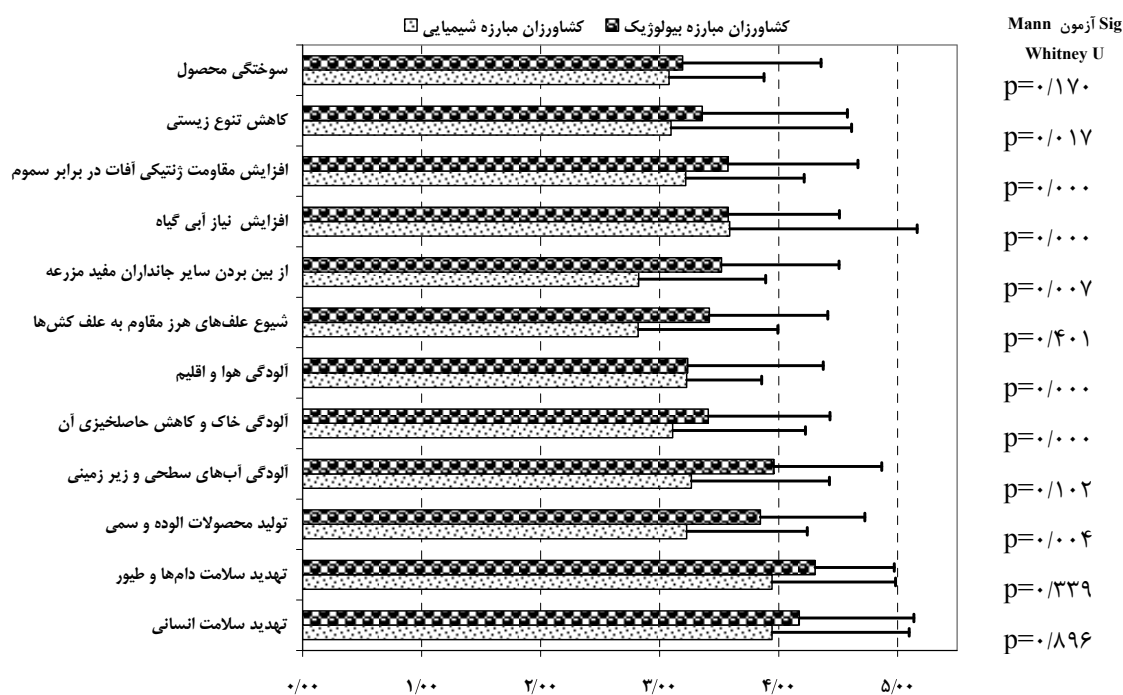 کشاورزان مبارزه بیولوژیک کشاورزان مبارزه شیمیایی
Sig آزمون Mann
Whitney U
سوختگی محصول
p=۰/۱۷۰
کاهش تنوع زیستی
p=۰/۰۱۷
افزایش مقاومت ژنتیکی آفات در برابر سموم
p=۰/۰۰۰
افزایش نیاز آبی گیاه
p=۰/۰۰۰
از بین بردن سایر جانداران مفید مزرعه
p=۰/۰۰۷
شیوع علف‌های هرز مقاوم به علف کش‌ها
p=۰/۴۰۱
آلودگی هوا و اقلیم
p=۰/۰۰۰
آلودگی خاک و کاهش حاصلخیزی آن
p=۰/۰۰۰
آلودگی آب‌های سطحی و زیر زمینی
p=۰/۱۰۲
تولید محصولات الوده و سمی
p=۰/۰۰۴
تهدید سلامت دام‌ها و طیور
p=۰/۳۳۹
تهدید سلامت انسانی
p=۰/۸۹۶
۰/۰۰ ۱/۰۰ ۲/۰۰ ۳/۰۰ ۴/۰۰ ۵/۰۰